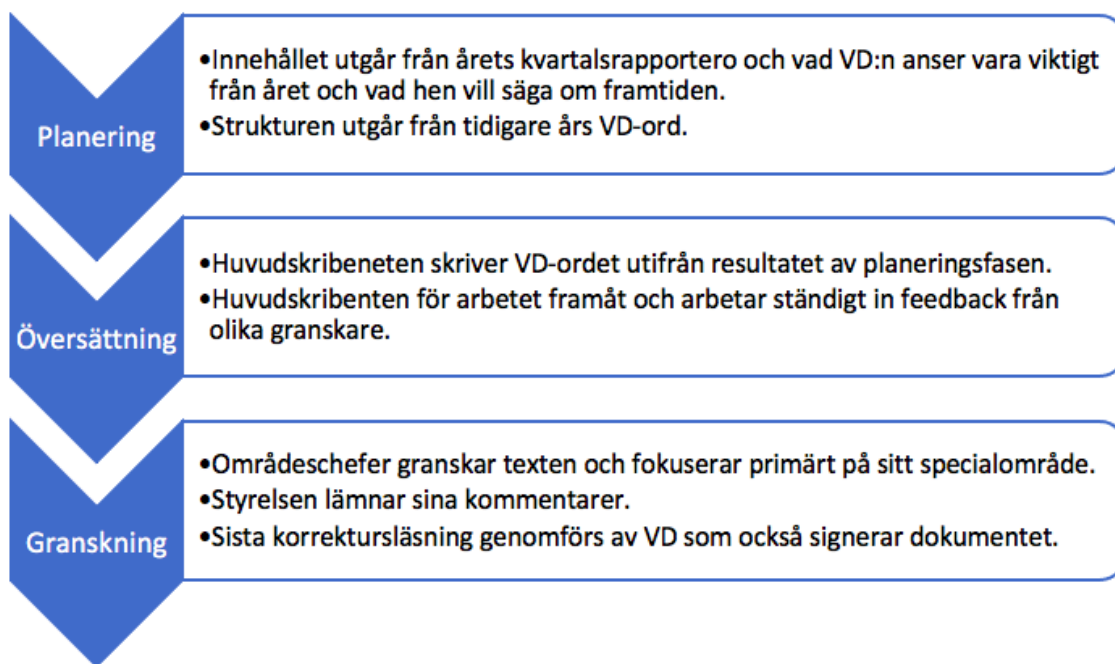 Planering
•Innehållet utgår från årets kvartalsrapportero och vad VD:n anser vara viktigt
från året och vad hen vill säga om framtiden.
•Strukturen utgår från tidigare års VD-ord.
Översättning
•Huvudskribeneten skriver VD-ordet utifrån resultatet av planeringsfasen.
•Huvudskribenten för arbetet framåt och arbetar ständigt in feedback från
olika granskare.
Granskning
•Områdeschefer granskar texten och fokuserar primärt på sitt specialområde.
•Styrelsen lämnar sina kommentarer.
•Sista korrektursläsning genomförs av VD som också signerar dokumentet.